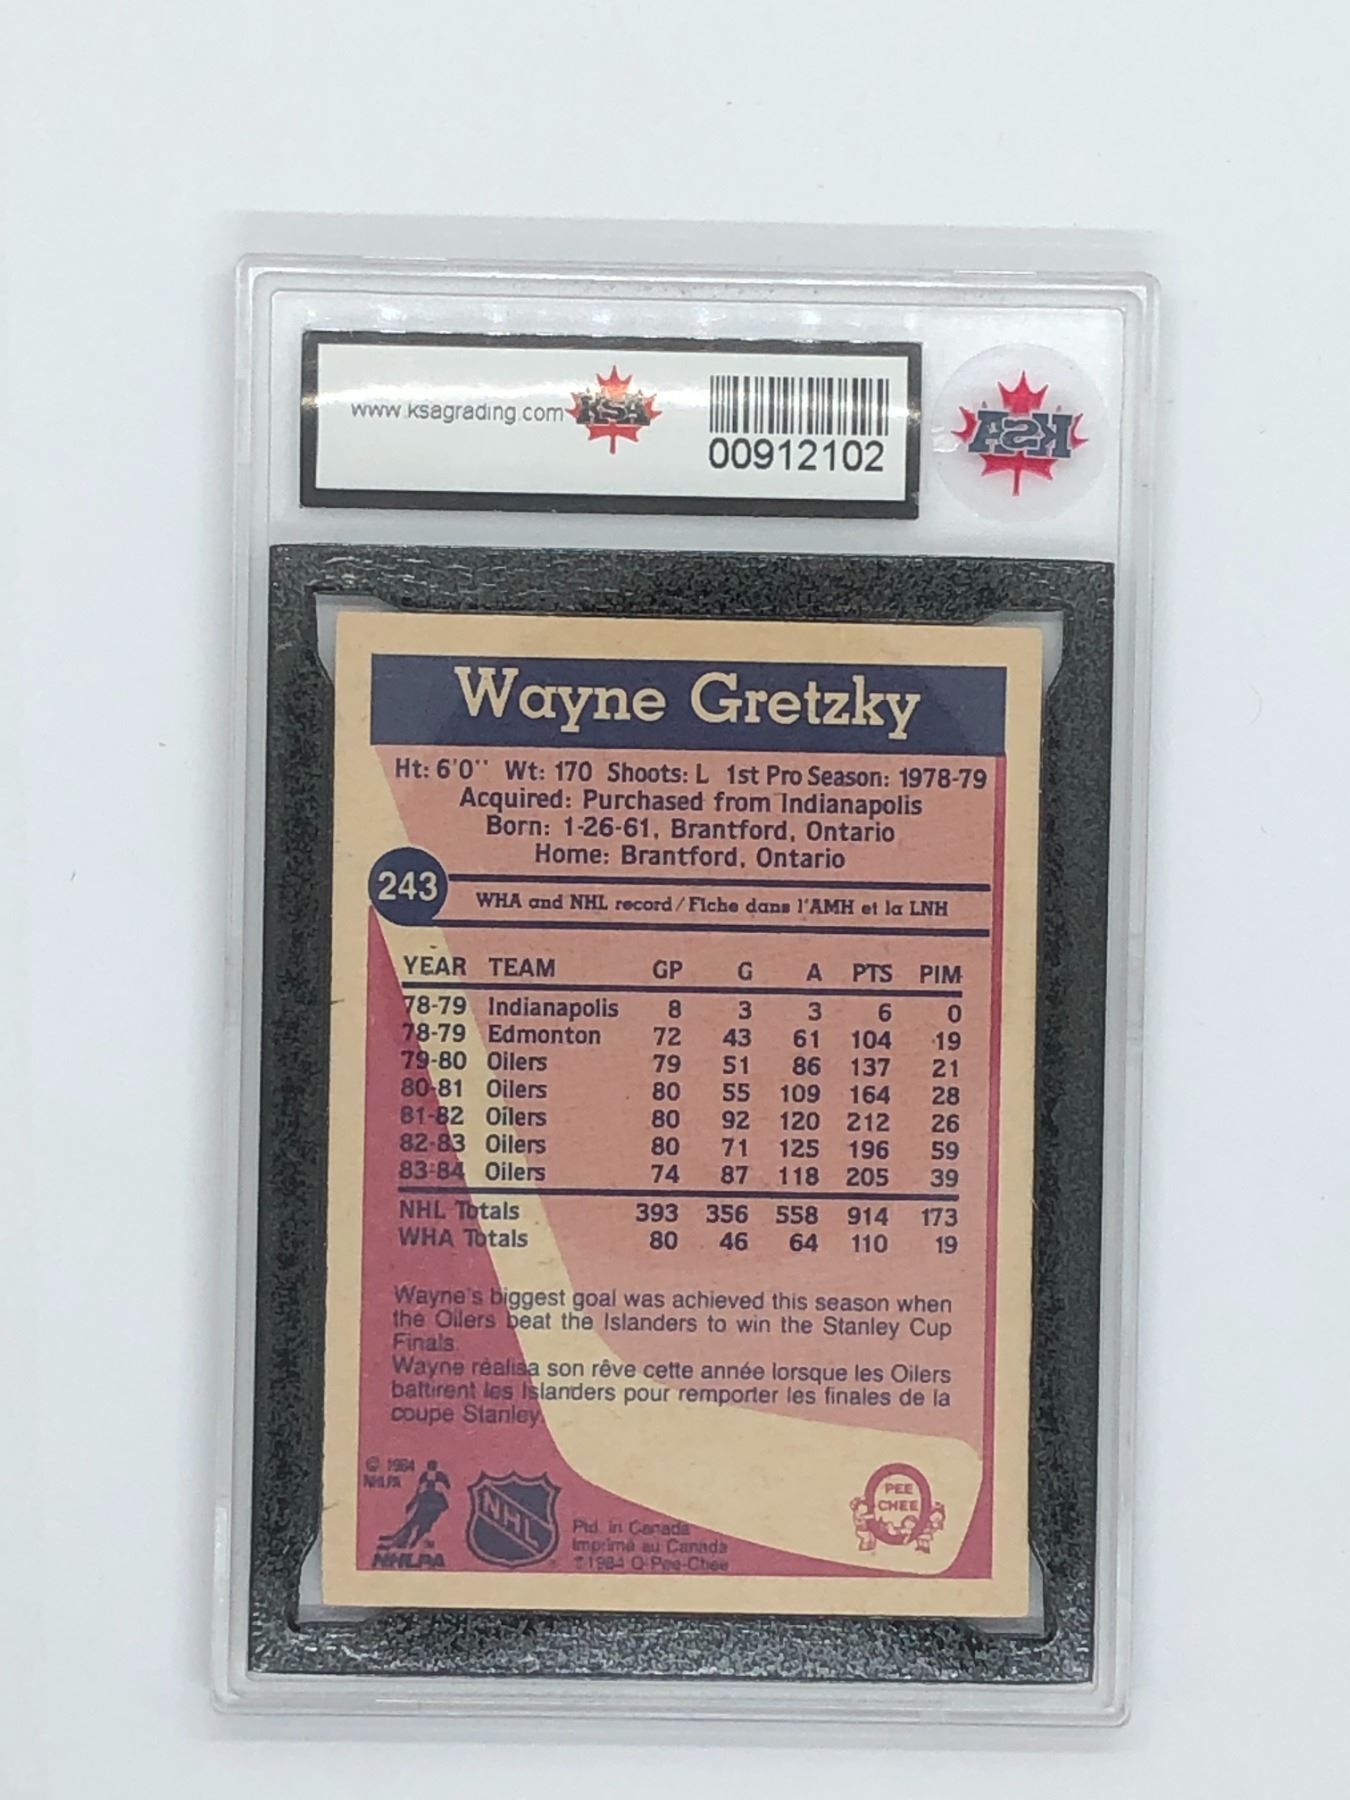 www.ksagrading.com KSA
00912102
KSA
Wayne Gretzky
Ht: 6'0'' Wt: 170 Shoots: L 1st Pro Season: 1978-79
Acquired: Purchased from Indianapolis
Born: 1-26-61, Brantford, Ontario
Home: Brantford, Ontario
243
WHA and NHL record/Fiche dans l'AMH et la LNH
YEAR TEAM GP G A PTS PIM
78-79 Indianapolis 8 3 3 6 0
78-79 Edmonton 72 43 61 104 19
79-80 Oilers 79 51 86 137 21
80-81 Oilers 80 55 109 164 28
81-82 Oilers 80 92 120 212 26
82-83 Oilers 80 71 125 196 59
83-84 Oilers 74 87 118 205 39
NHL Totals 393 356 558 914 173
WHA Totals 80 46 64 110 19
Wayne's biggest goal was achieved this season when
the Oilers beat the Islanders to win the Stanley Cup
Finals.
Wayne réalisa son rêve cette année lorsque les Oilers
battirent les Islanders pour remporter les finales de la
coupe Stanley.
© 1984
NHLPA
NHLPA
NHL
Ptd. in Canada
Imprimé au Canada
©1984 O-Pee-Chee
PEE
CHEE